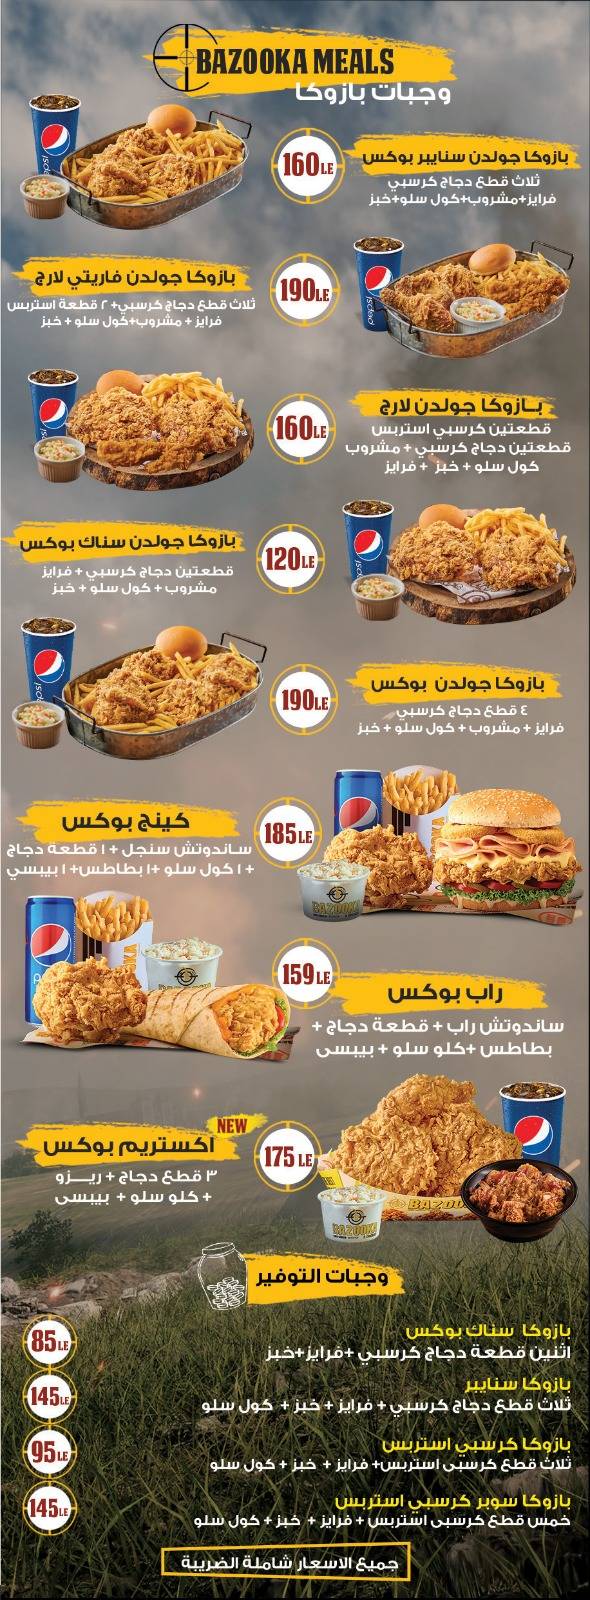 BAZOOKA MEALS
وجبات بازوكا
بازوكا جولدن سنايبر بوكس
ثلاث قطع دجاج كرسبي
فرايز+مشروب+كول سلو+خبز
160LE
بازوكا جولدن فاريتي لارج
ثلاث قطع دجاج كرسبي+ ٢ قطعة استربس
فرايز + مشروب+كول سلو + خبز
190LE
بازوكا جولدن لارج
قطعتين كرسبي استربس
قطعتين دجاج كرسبي + مشروب
كول سلو + خبز + فرايز
160LE
بازوكا جولدن سناك بوكس
قطعتين دجاج كرسبي + فرايز
مشروب + كول سلو + خبز
120LE
بازوكا جولدن بوكس
٤ قطع دجاج كرسبي
فرايز + مشروب + كول سلو + خبز
190LE
كينج بوكس
ساندوتش سنجل + ١ قطعة دجاج
+ ١ كول سلو +١ بطاطس+ ١ بيبسي
185LE
راب بوكس
ساندوتش راب + قطعة دجاج +
بطاطس +كلو سلو + بيبسى
159LE
NEW
اكستريم بوكس
٣ قطع دجاج + ريـزو
+ كلو سلو + بيبسى
175LE
pepsi
BAZOOKA
وجبات التوفير
بازوكا سناك بوكس
اثنين قطعة دجاج كرسبي +فرايز+خبز
85LE
بازوكا سنايبر
ثلاث قطع دجاج كرسبي + فرايز + خبز + كول سلو
145LE
بازوكا كرسبي استربس
ثلاث قطع كرسبى استربس+ فرايز + خبز + كول سلو
95LE
بازوكا سوبر كرسبي استربس
خمس قطع كرسبى استربس + فرايز + خبز + كول سلو
145LE
جميع الاسعار شاملة الضريبة